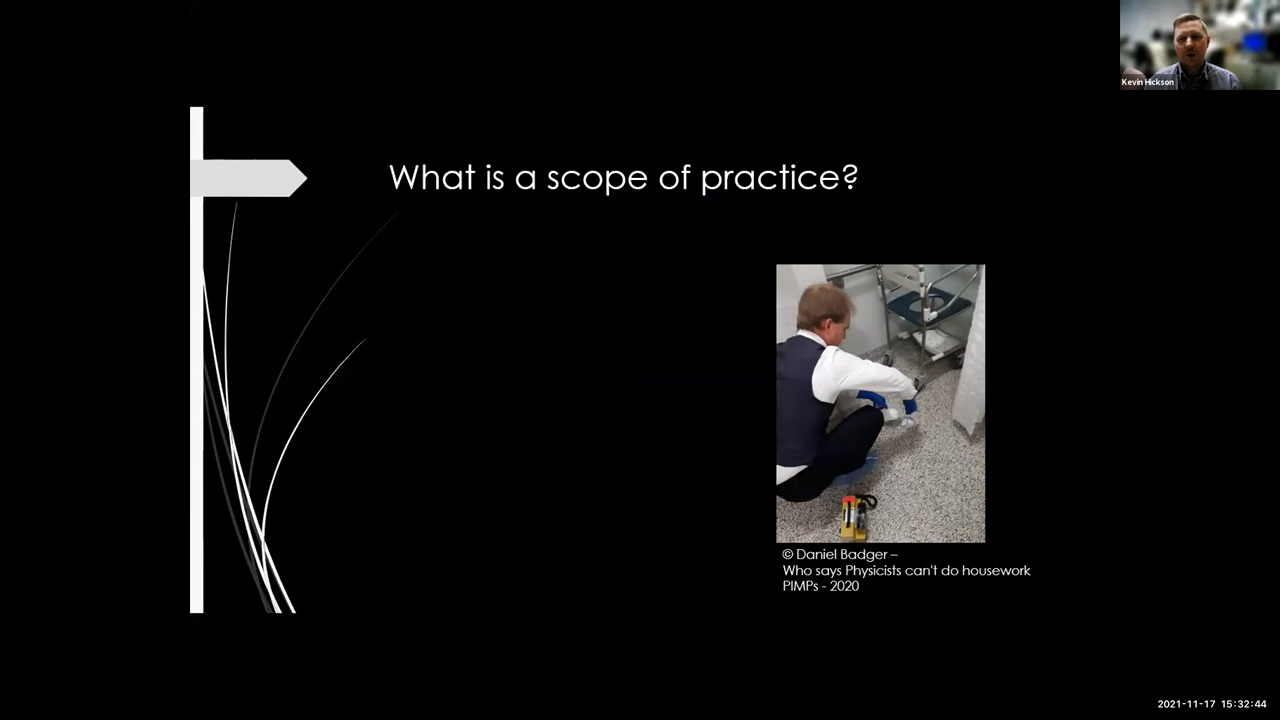 Kevin Hickson
What is a scope of practice?
© Daniel Badger –
Who says Physicists can't do housework
PIMPs - 2020
2021-11-17 15:32:44